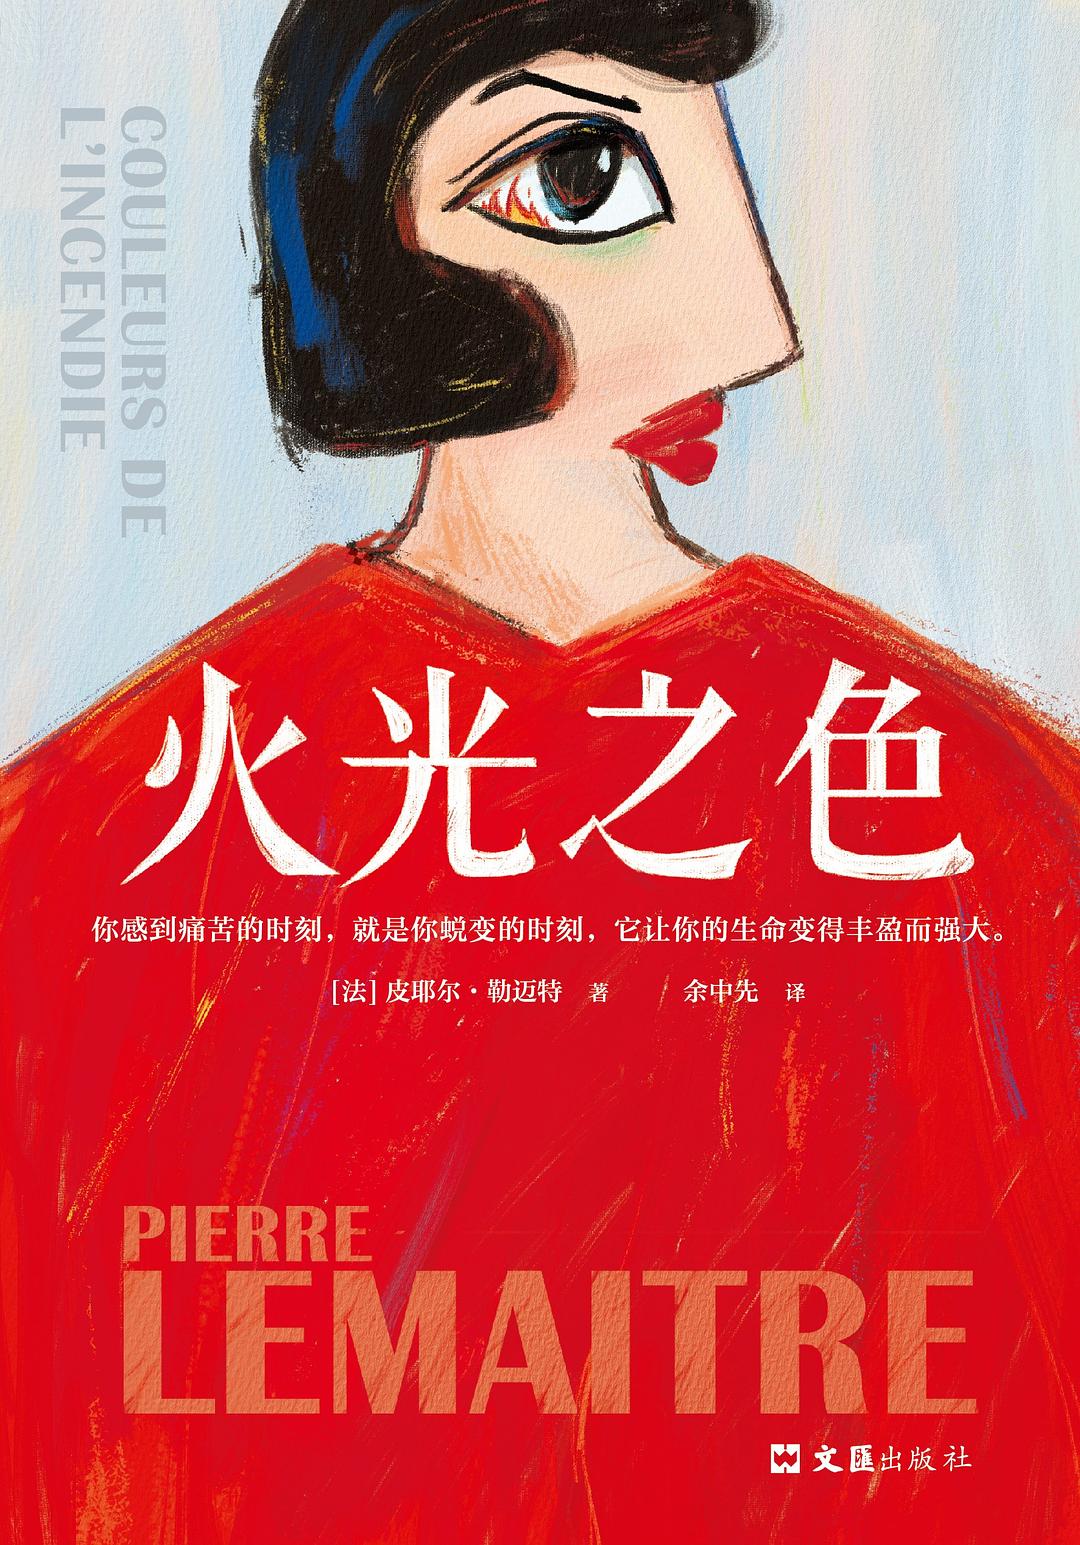 COULEURS DE
L'INCENDIE
火光之色
你感到痛苦的时刻，就是你蜕变的时刻，它让你的生命变得丰盈而强大。
[法] 皮耶尔·勒迈特 著 余中先 译
PIERRE
LEMAITRE
文匯出版社